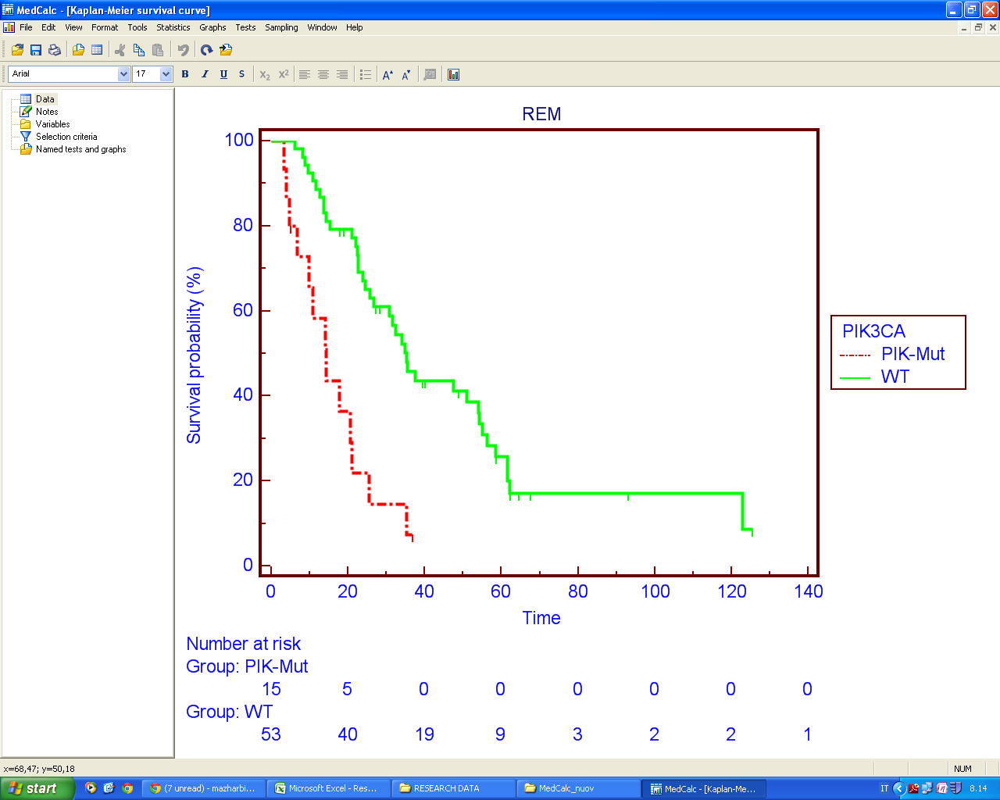 MedCalc - [Kaplan-Meier survival curve]
File Edit View Format Tools Statistics Graphs Tests Sampling Window Help
Arial 17 B I U S X2 X2 A A
Data
Notes
Variables
Selection criteria
Named tests and graphs
REM
100
80
60
40
20
0
Survival probability (%)
0 20 40 60 80 100 120 140
Time
PIK3CA
PIK-Mut
WT
Number at risk
Group: PIK-Mut
15 5 0 0 0 0 0 0
Group: WT
53 40 19 9 3 2 2 1
x=68,47; y=50,18
NUM
start
(7 unread) - mazharbi...
Microsoft Excel - Res...
RESEARCH DATA
MedCalc_nuov
MedCalc - [Kaplan-Me...
IT
8.14